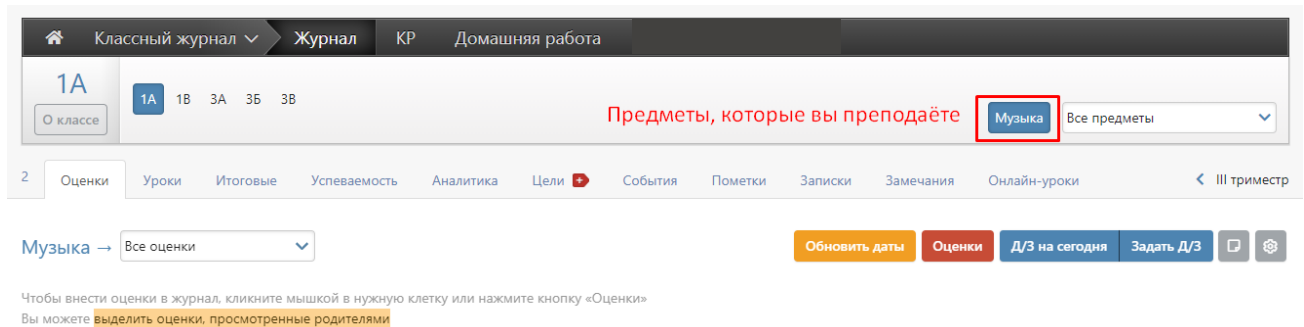 Классный журнал Журнал КР Домашняя работа
1А
О классе
1А 1В 3А 3Б 3В
Предметы, которые вы преподаёте Музыка Все предметы
2 Оценки Уроки Итоговые Успеваемость Аналитика Цели События Пометки Записки Замечания Онлайн-уроки III триместр
Музыка → Все оценки Обновить даты Оценки Д/З на сегодня Задать Д/З
Чтобы внести оценки в журнал, кликните мышкой в нужную клетку или нажмите кнопку «Оценки»
Вы можете выделить оценки, просмотренные родителями